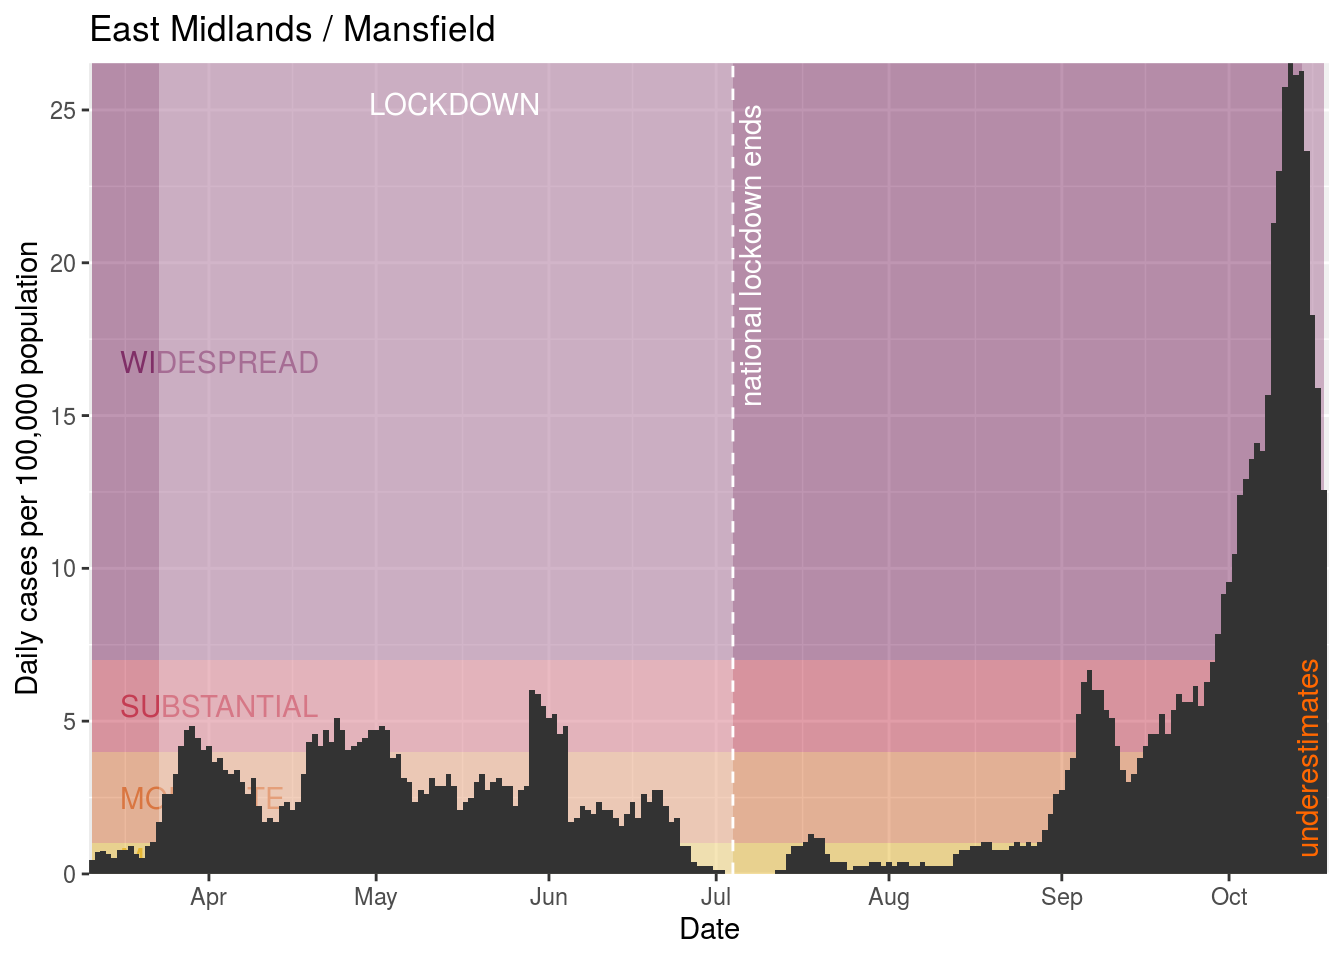 East Midlands / Mansfield
Daily cases per 100,000 population
25
20
15
10
5
0
LOCKDOWN
national lockdown ends
WIDESPREAD
SUBSTANTIAL
underestimates
Apr
May
Jun
Jul
Aug
Sep
Oct
Date